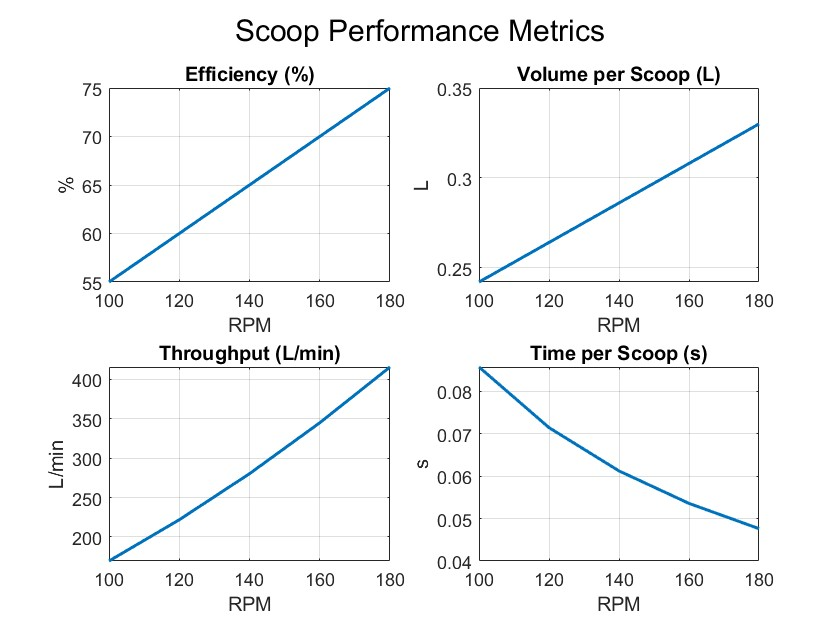 Scoop Performance Metrics
Efficiency (%)
75
70
65
60
55
%
100 120 140 160 180
RPM
Volume per Scoop (L)
0.35
0.3
0.25
L
100 120 140 160 180
RPM
Throughput (L/min)
400
350
300
250
200
L/min
100 120 140 160 180
RPM
Time per Scoop (s)
0.08
0.07
0.06
0.05
0.04
s
100 120 140 160 180
RPM